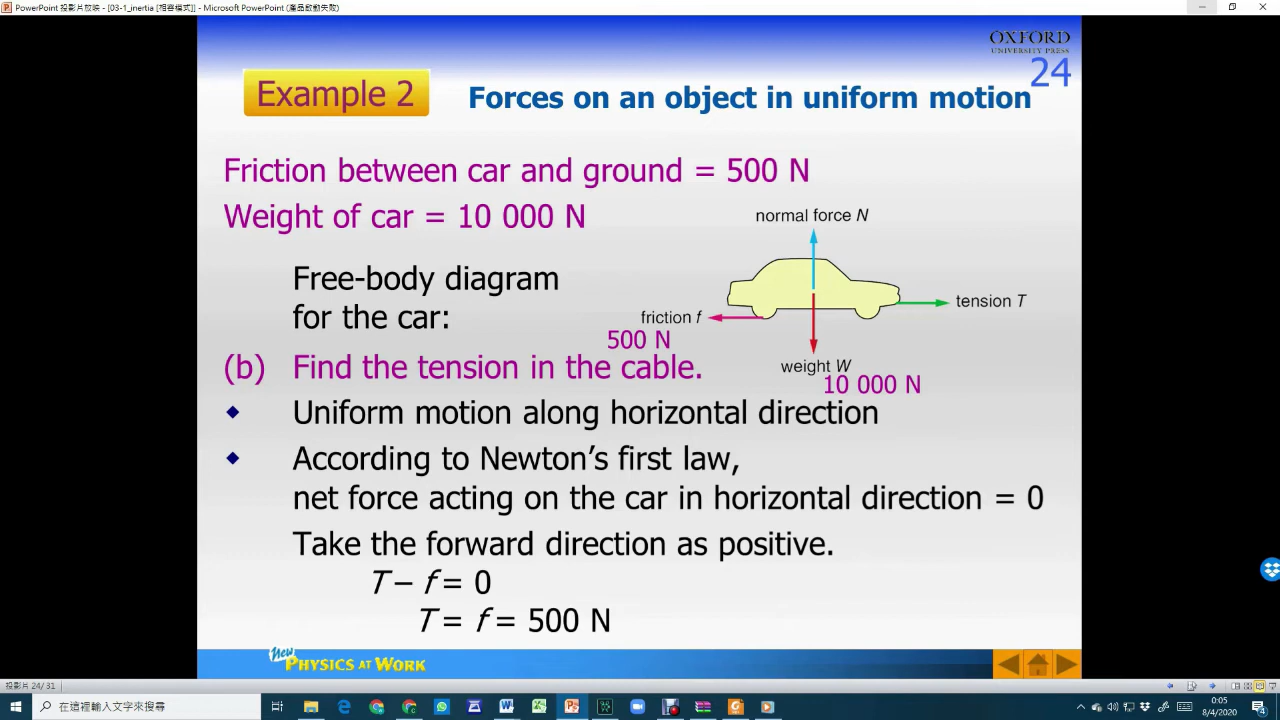 PowerPoint 投影片放映 - [03-1_inertia [相容模式]] - Microsoft PowerPoint (產品啟動失敗)
OXFORD
UNIVERSITY PRESS
24
Example 2
Forces on an object in uniform motion
Friction between car and ground = 500 N
Weight of car = 10 000 N
normal force N
Free-body diagram
for the car:
tension T
friction f
500 N
weight W
10 000 N
(b) Find the tension in the cable.
Uniform motion along horizontal direction
According to Newton's first law,
net force acting on the car in horizontal direction = 0
Take the forward direction as positive.
T – f = 0
T = f = 500 N
New
PHYSICS AT WORK
投影片 24/31
在這裡輸入文字來搜尋
0:05
8/4/2020
4